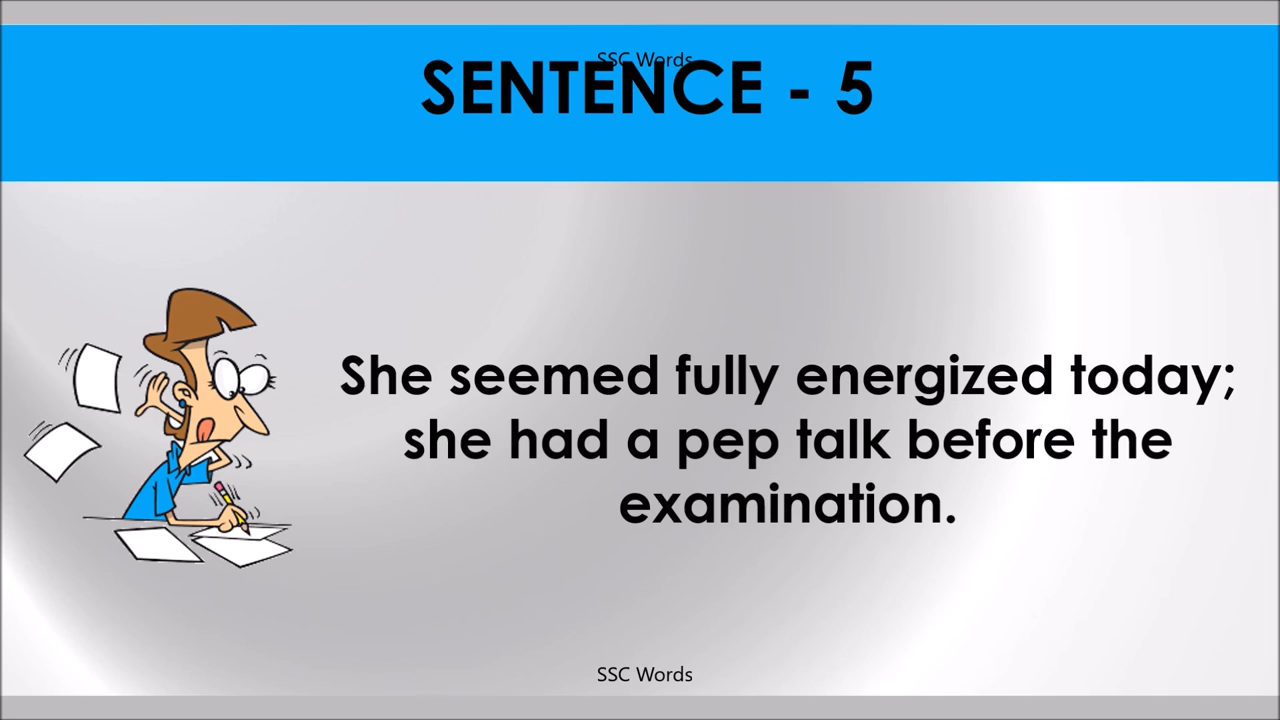 SSC Words
SENTENCE - 5
She seemed fully energized today;
she had a pep talk before the
examination.
SSC Words